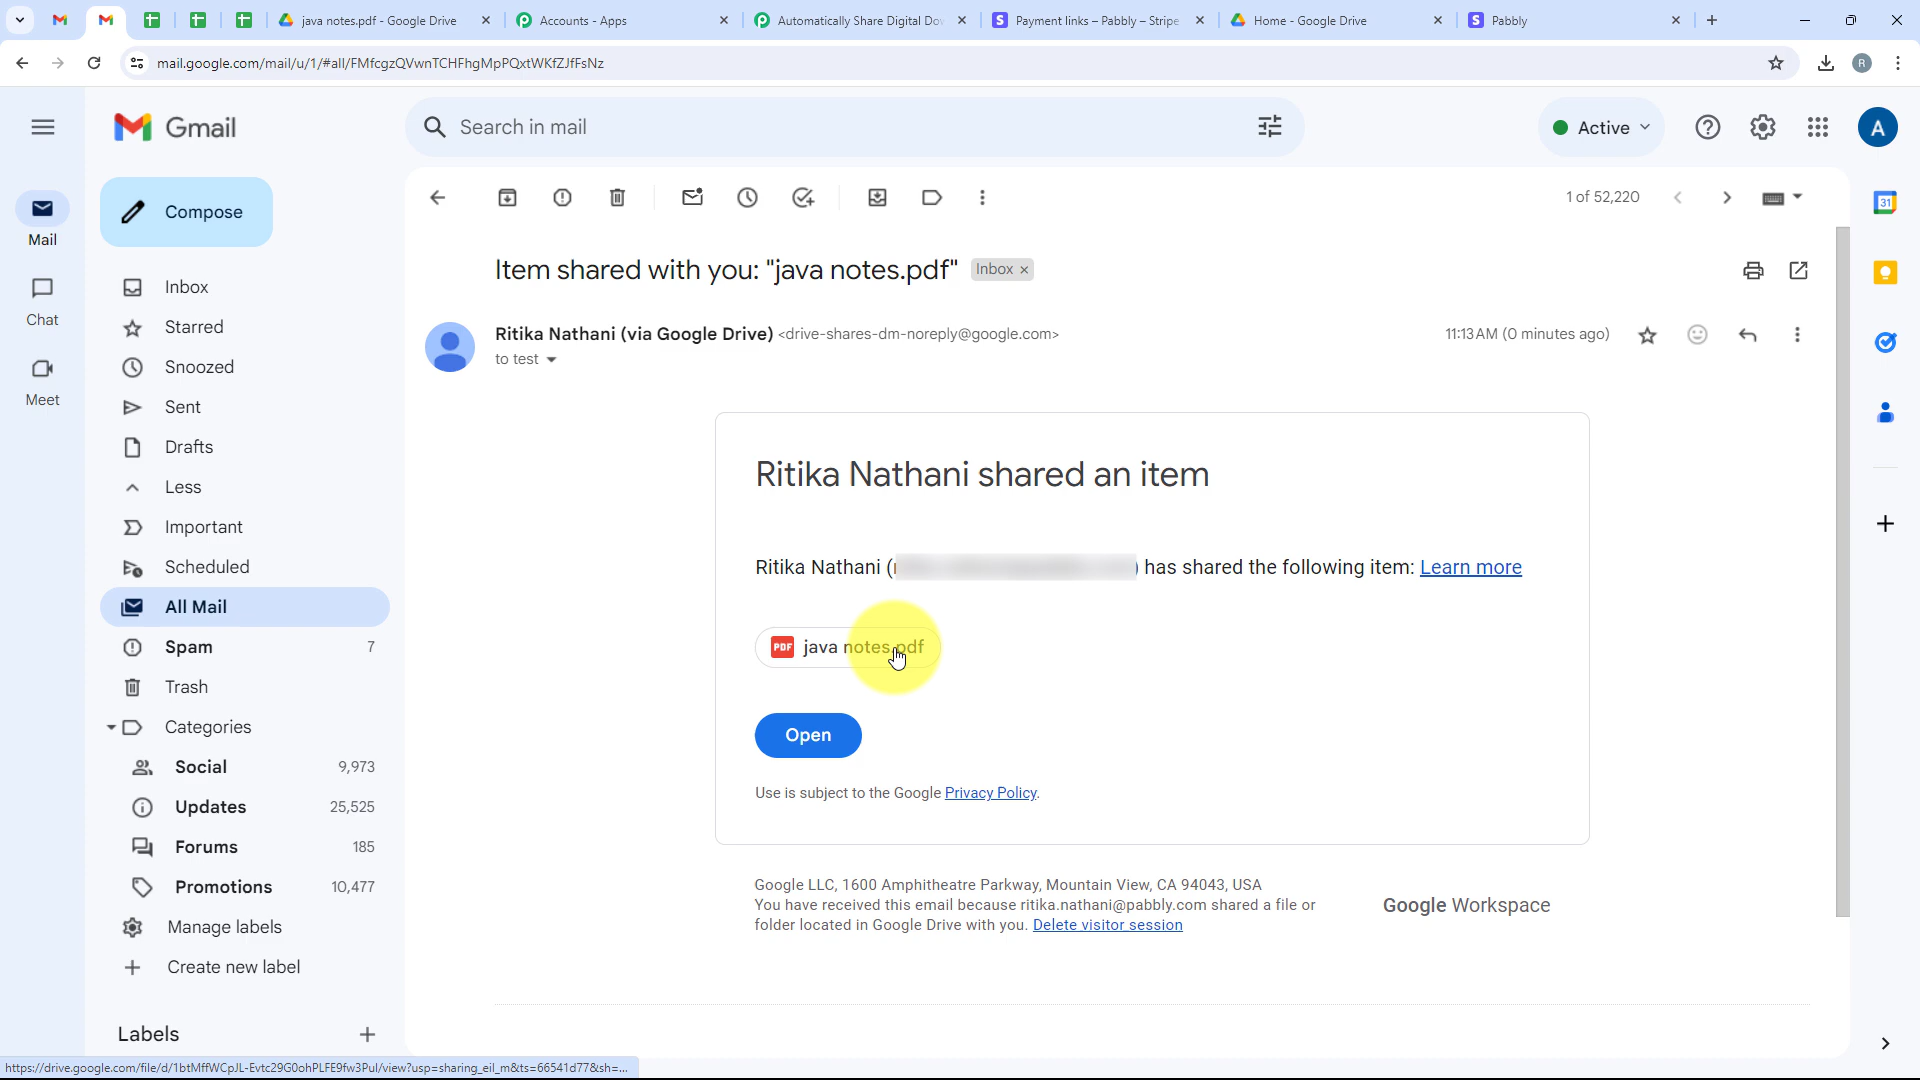 java notes.pdf - Google Drive
Accounts - Apps
Automatically Share Digital Do
Payment links – Pabbly – Stripe
Home - Google Drive
Pabbly
mail.google.com/mail/u/1/#all/FMfcgzQVwnTCHFhgMpPQxtWKfZJfFsNz
R
Gmail
Search in mail
Active
A
Mail
Compose
1 of 52,220
Chat
Meet
Inbox
Starred
Snoozed
Sent
Drafts
Less
Important
Scheduled
All Mail
Spam 7
Trash
Categories
Social 9,973
Updates 25,525
Forums 185
Promotions 10,477
Manage labels
Create new label
Labels
31
Item shared with you: "java notes.pdf" Inbox ×
Ritika Nathani (via Google Drive) <drive-shares-dm-noreply@google.com>
11:13 AM (0 minutes ago)
to test
Ritika Nathani shared an item
Ritika Nathani ( ) has shared the following item: Learn more
PDF java notes.pdf
Open
Use is subject to the Google Privacy Policy.
Google LLC, 1600 Amphitheatre Parkway, Mountain View, CA 94043, USA
You have received this email because ritika.nathani@pabbly.com shared a file or
folder located in Google Drive with you. Delete visitor session
Google Workspace
https://drive.google.com/file/d/1btMffWCpJL-Evtc29G0ohPLFE9fw3PuI/view?usp=sharing_eil_m&ts=66541d77&sh=...